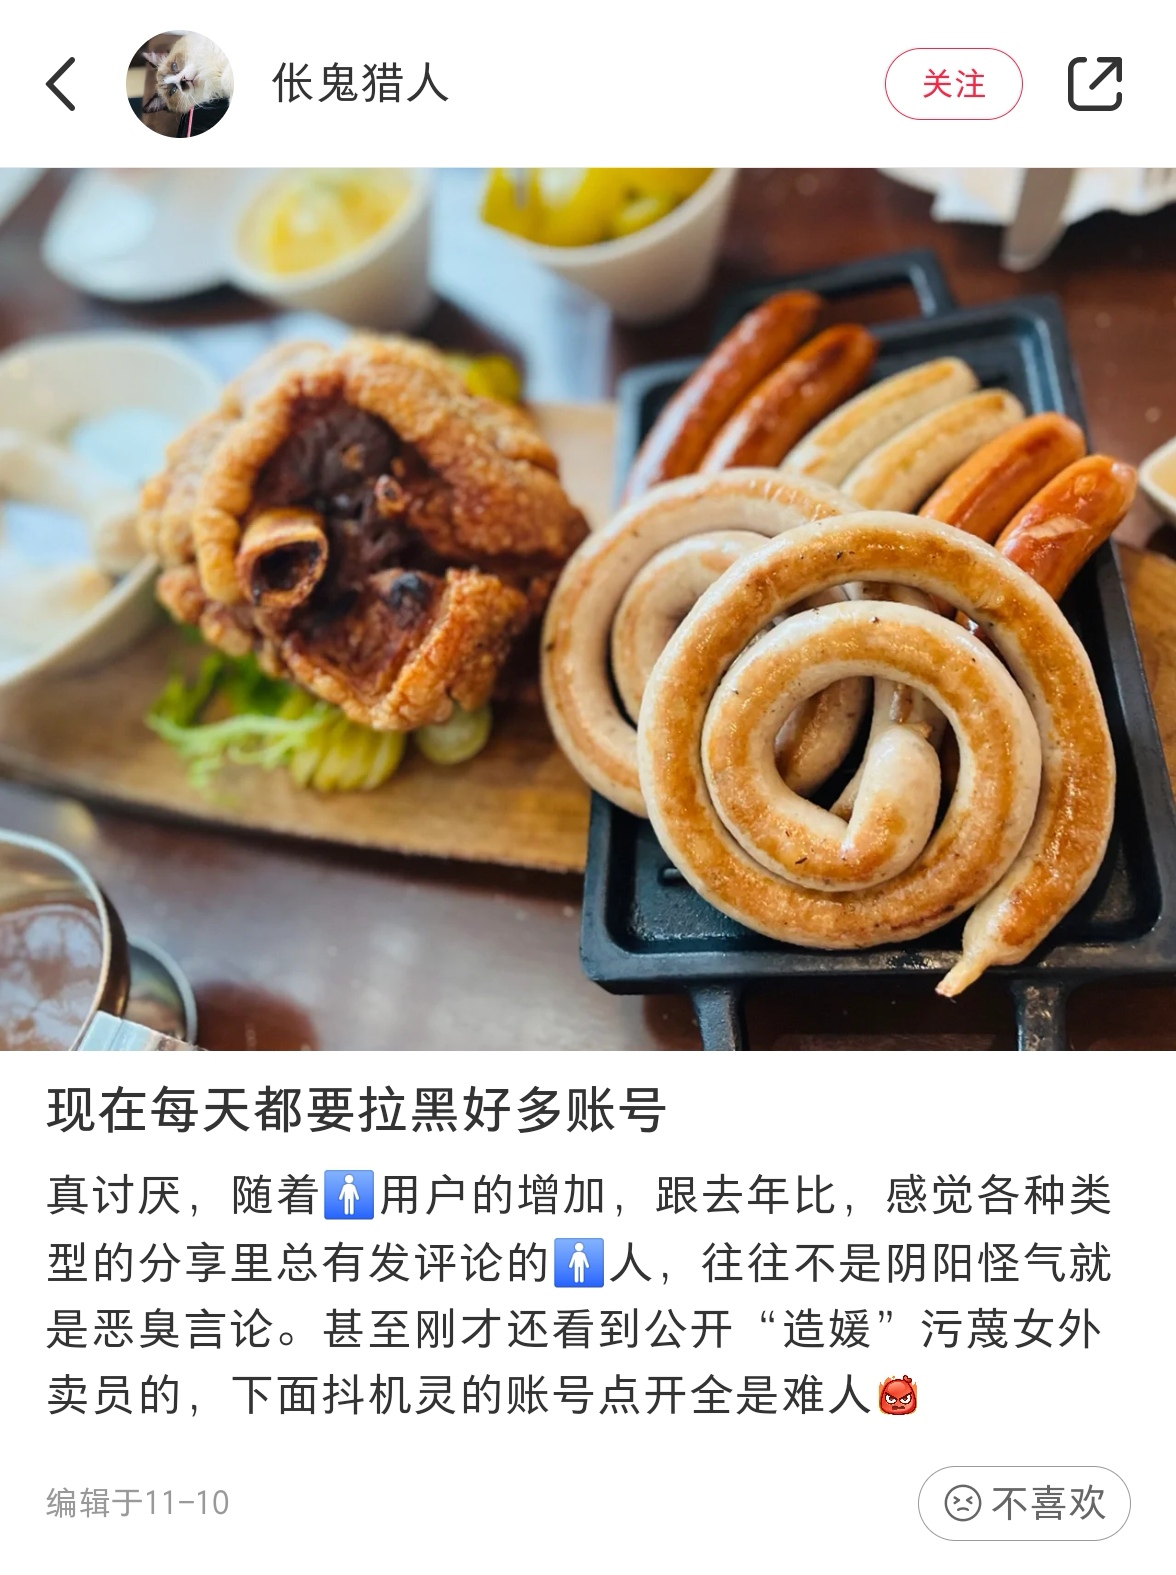 伥鬼猎人
关注
现在每天都要拉黑好多账号
真讨厌，随着🚹用户的增加，跟去年比，感觉各种类
型的分享里总有发评论的🚹人，往往不是阴阳怪气就
是恶臭言论。甚至刚才还看到公开“造媛”污蔑女外
卖员的，下面抖机灵的账号点开全是难人
编辑于11-10
不喜欢